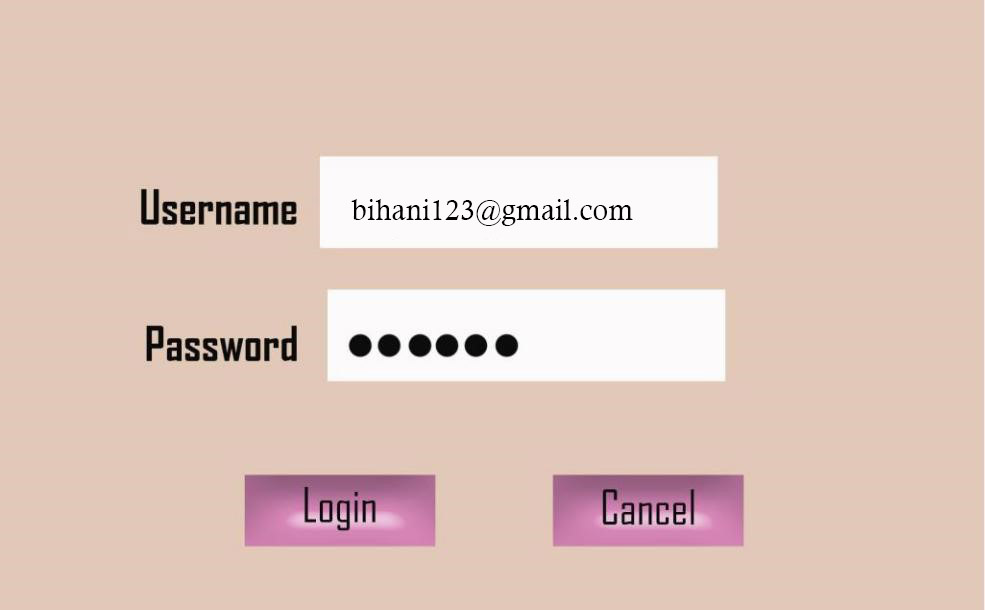 Username bihani123@gmail.com
Password ●●●●●●
Login Cancel